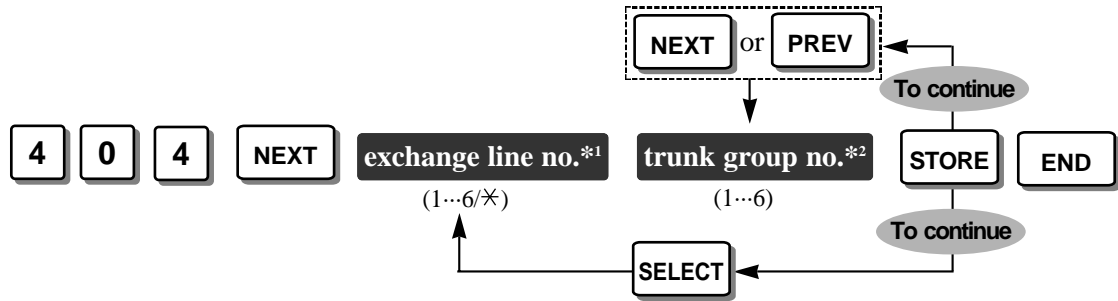 NEXT or PREV
To continue
4 0 4 NEXT exchange line no.*1 trunk group no.*2 STORE END
(1···6/✳) (1···6)
To continue
SELECT